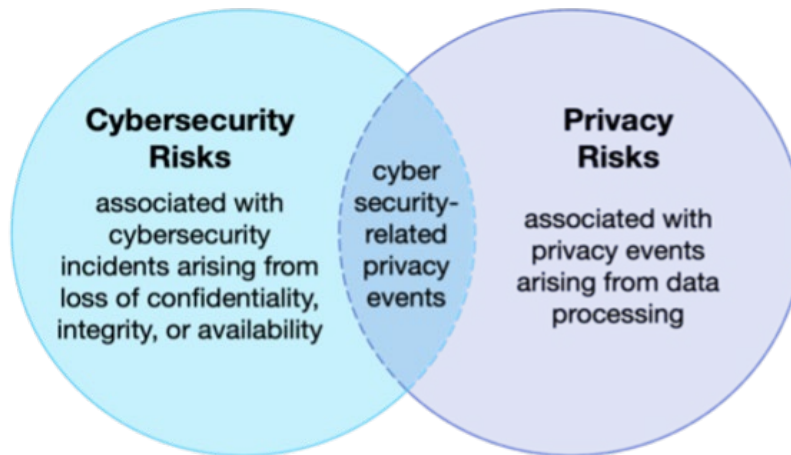 Cybersecurity
Risks
associated with
cybersecurity
incidents arising from
loss of confidentiality,
integrity, or availability
cyber
security-
related
privacy
events
Privacy
Risks
associated with
privacy events
arising from data
processing